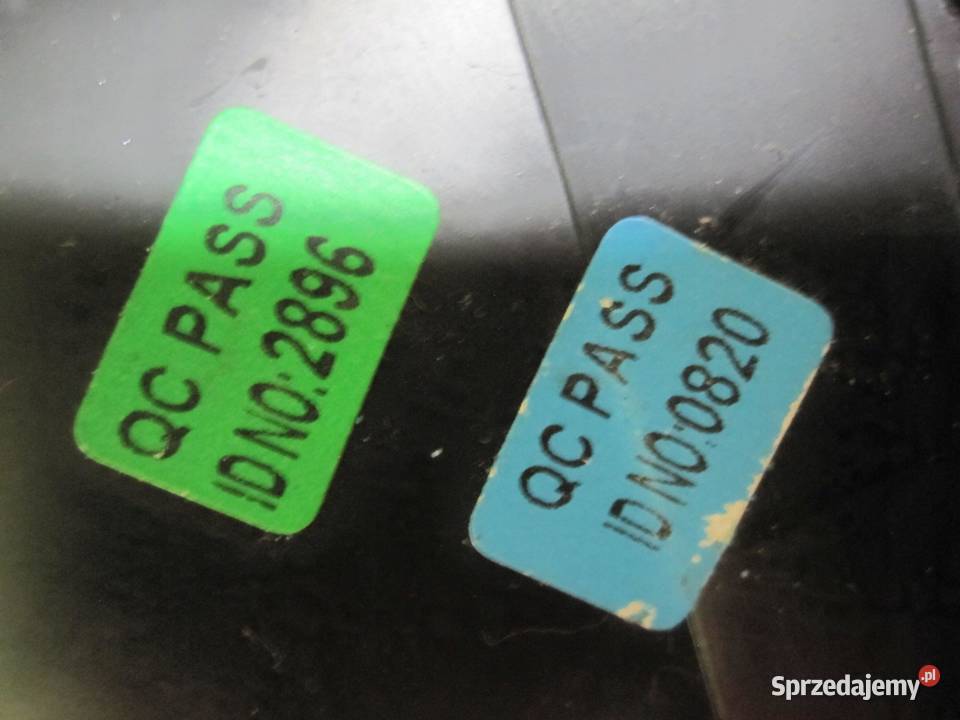 QC PASS
ID NO:2896
QC PASS
ID NO:0820
Sprzedajemy.pl